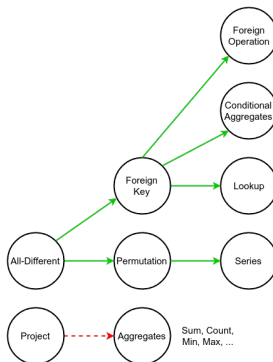 Foreign
Operation
Conditional
Aggregates
Foreign
Key
Lookup
All-Different
Permutation
Series
Project
Aggregates
Sum, Count,
Min, Max, ...